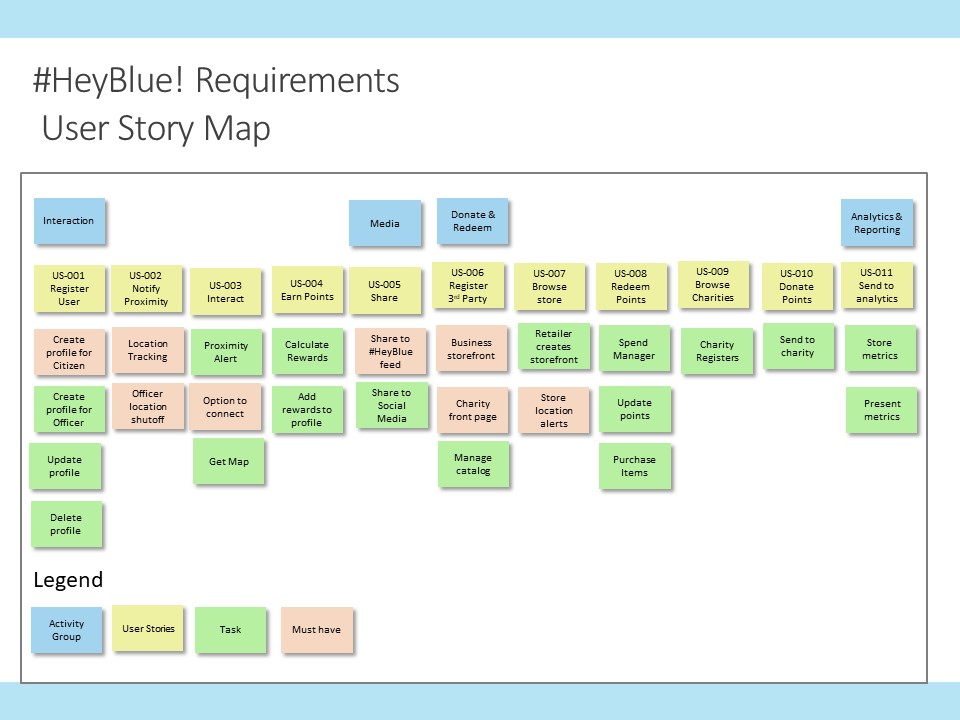 #HeyBlue! Requirements
User Story Map
Interaction
Media
Donate &
Redeem
Analytics &
Reporting
US-001
Register
User
US-002
Notify
Proximity
US-003
Interact
US-004
Earn Points
US-005
Share
US-006
Register
3rd Party
US-007
Browse
store
US-008
Redeem
Points
US-009
Browse
Charities
US-010
Donate
Points
US-011
Send to
analytics
Create
profile for
Citizen
Location
Tracking
Proximity
Alert
Calculate
Rewards
Share to
#HeyBlue
feed
Business
storefront
Retailer
creates
storefront
Spend
Manager
Charity
Registers
Send to
charity
Store
metrics
Create
profile for
Officer
Officer
location
shutoff
Option to
connect
Add
rewards to
profile
Share to
Social
Media
Charity
front page
Store
location
alerts
Update
points
Present
metrics
Update
profile
Get Map
Manage
catalog
Purchase
Items
Delete
profile
Legend
Activity
Group
User Stories
Task
Must have